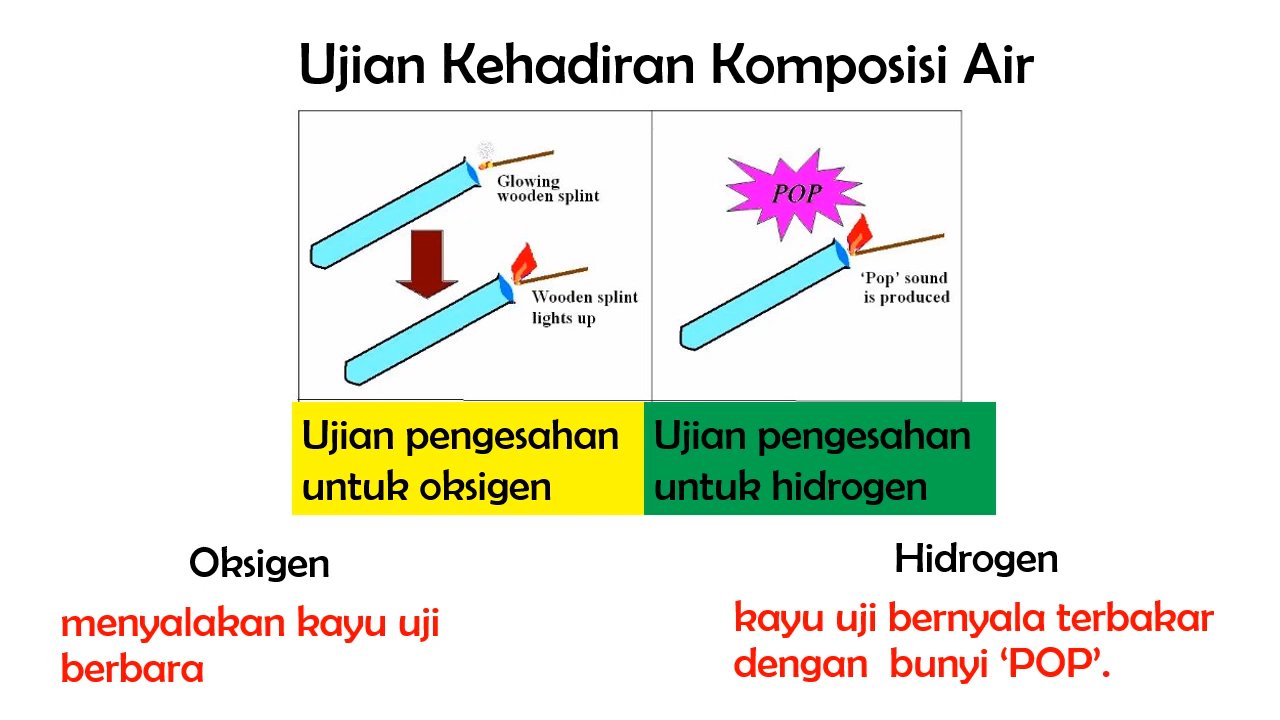 Ujian Kehadiran Komposisi Air
Glowing
wooden splint
Wooden splint
lights up
POP
‘Pop’ sound
is produced
Ujian pengesahan
untuk oksigen
Ujian pengesahan
untuk hidrogen
Oksigen
menyalakan kayu uji
berbara
Hidrogen
kayu uji bernyala terbakar
dengan bunyi ‘POP’.